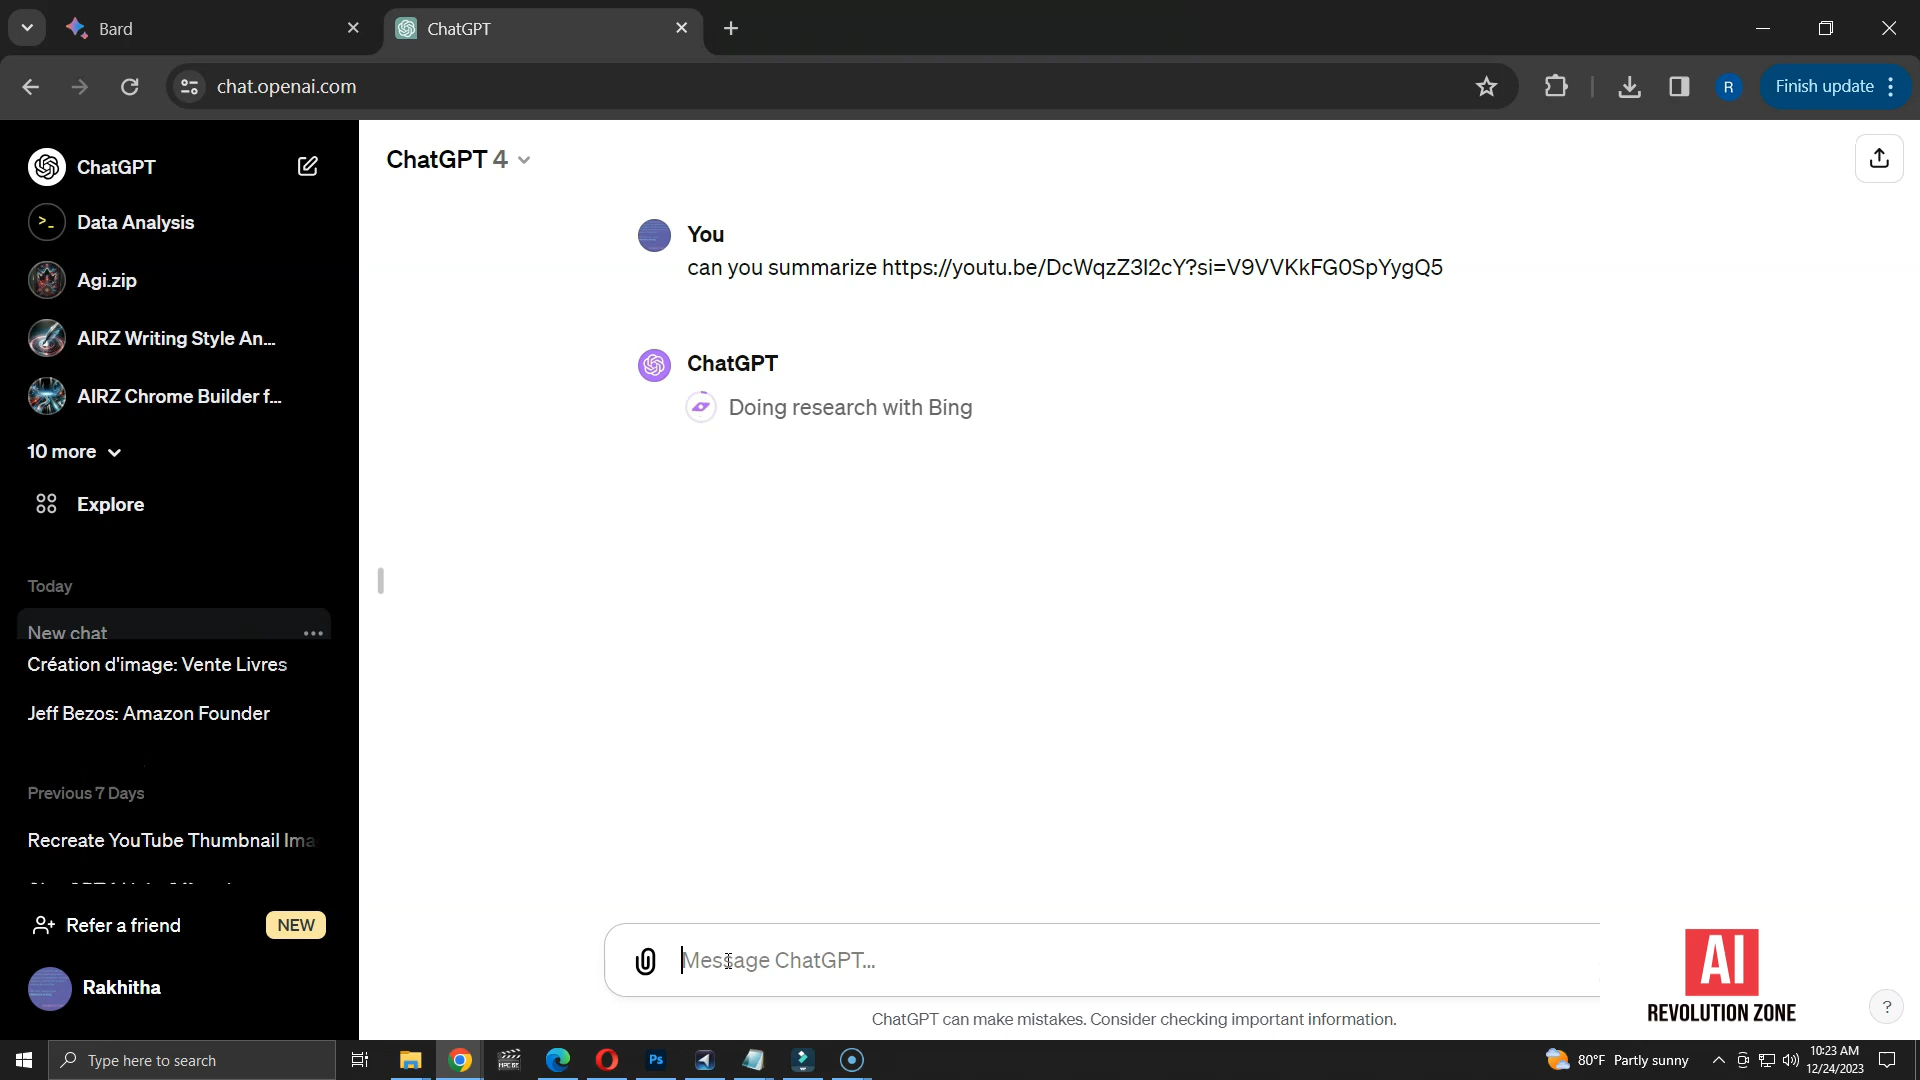 Bard
ChatGPT
chat.openai.com
Finish update
ChatGPT
Data Analysis
Agi.zip
AIRZ Writing Style An...
AIRZ Chrome Builder f...
10 more
Explore
Today
New chat
Création d'image: Vente Livres
Jeff Bezos: Amazon Founder
Previous 7 Days
Recreate YouTube Thumbnail Ima
Refer a friend
NEW
Rakhitha
ChatGPT 4
You
can you summarize https://youtu.be/DcWqzZ3I2cY?si=V9VVKkFG0SpYygQ5
ChatGPT
Doing research with Bing
Message ChatGPT...
ChatGPT can make mistakes. Consider checking important information.
AI
REVOLUTION ZONE
?
R
Type here to search
Ps
80°F Partly sunny
10:23 AM
12/24/2023